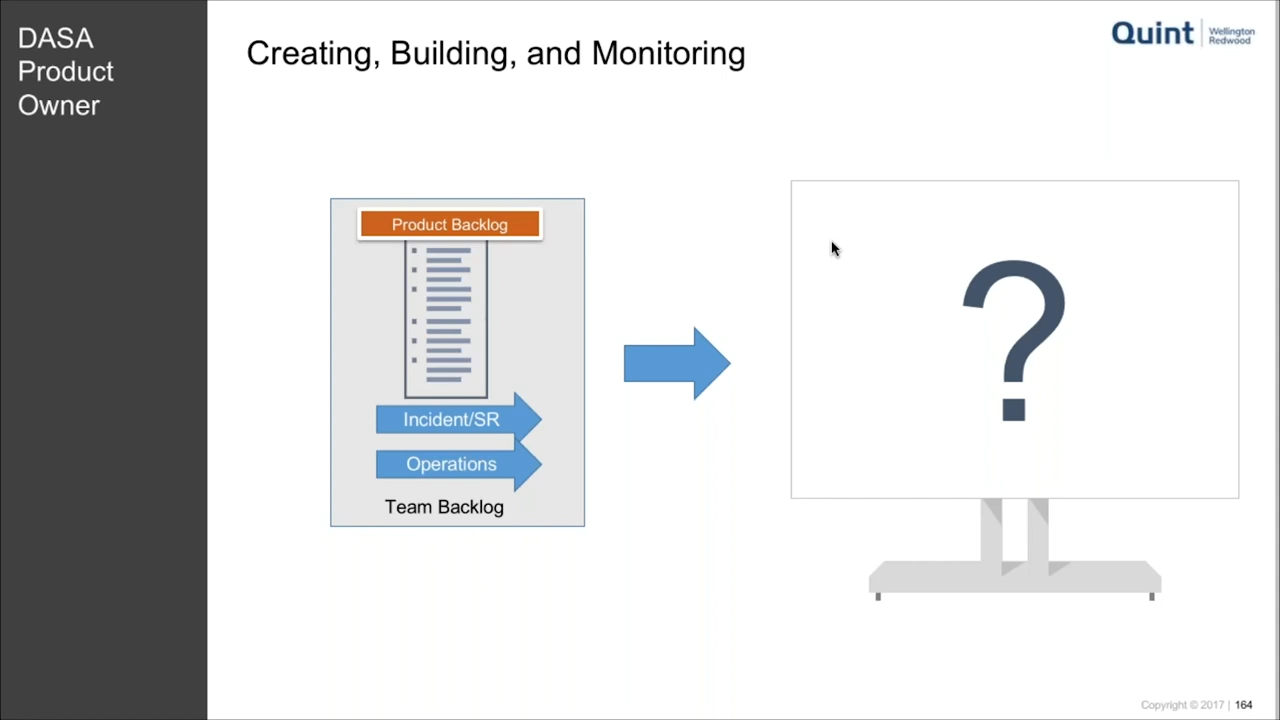 DASA
Product
Owner
Creating, Building, and Monitoring
Quint
Wellington
Redwood
Product Backlog
Incident/SR
Operations
Team Backlog
?
Copyright © 2017 | 164